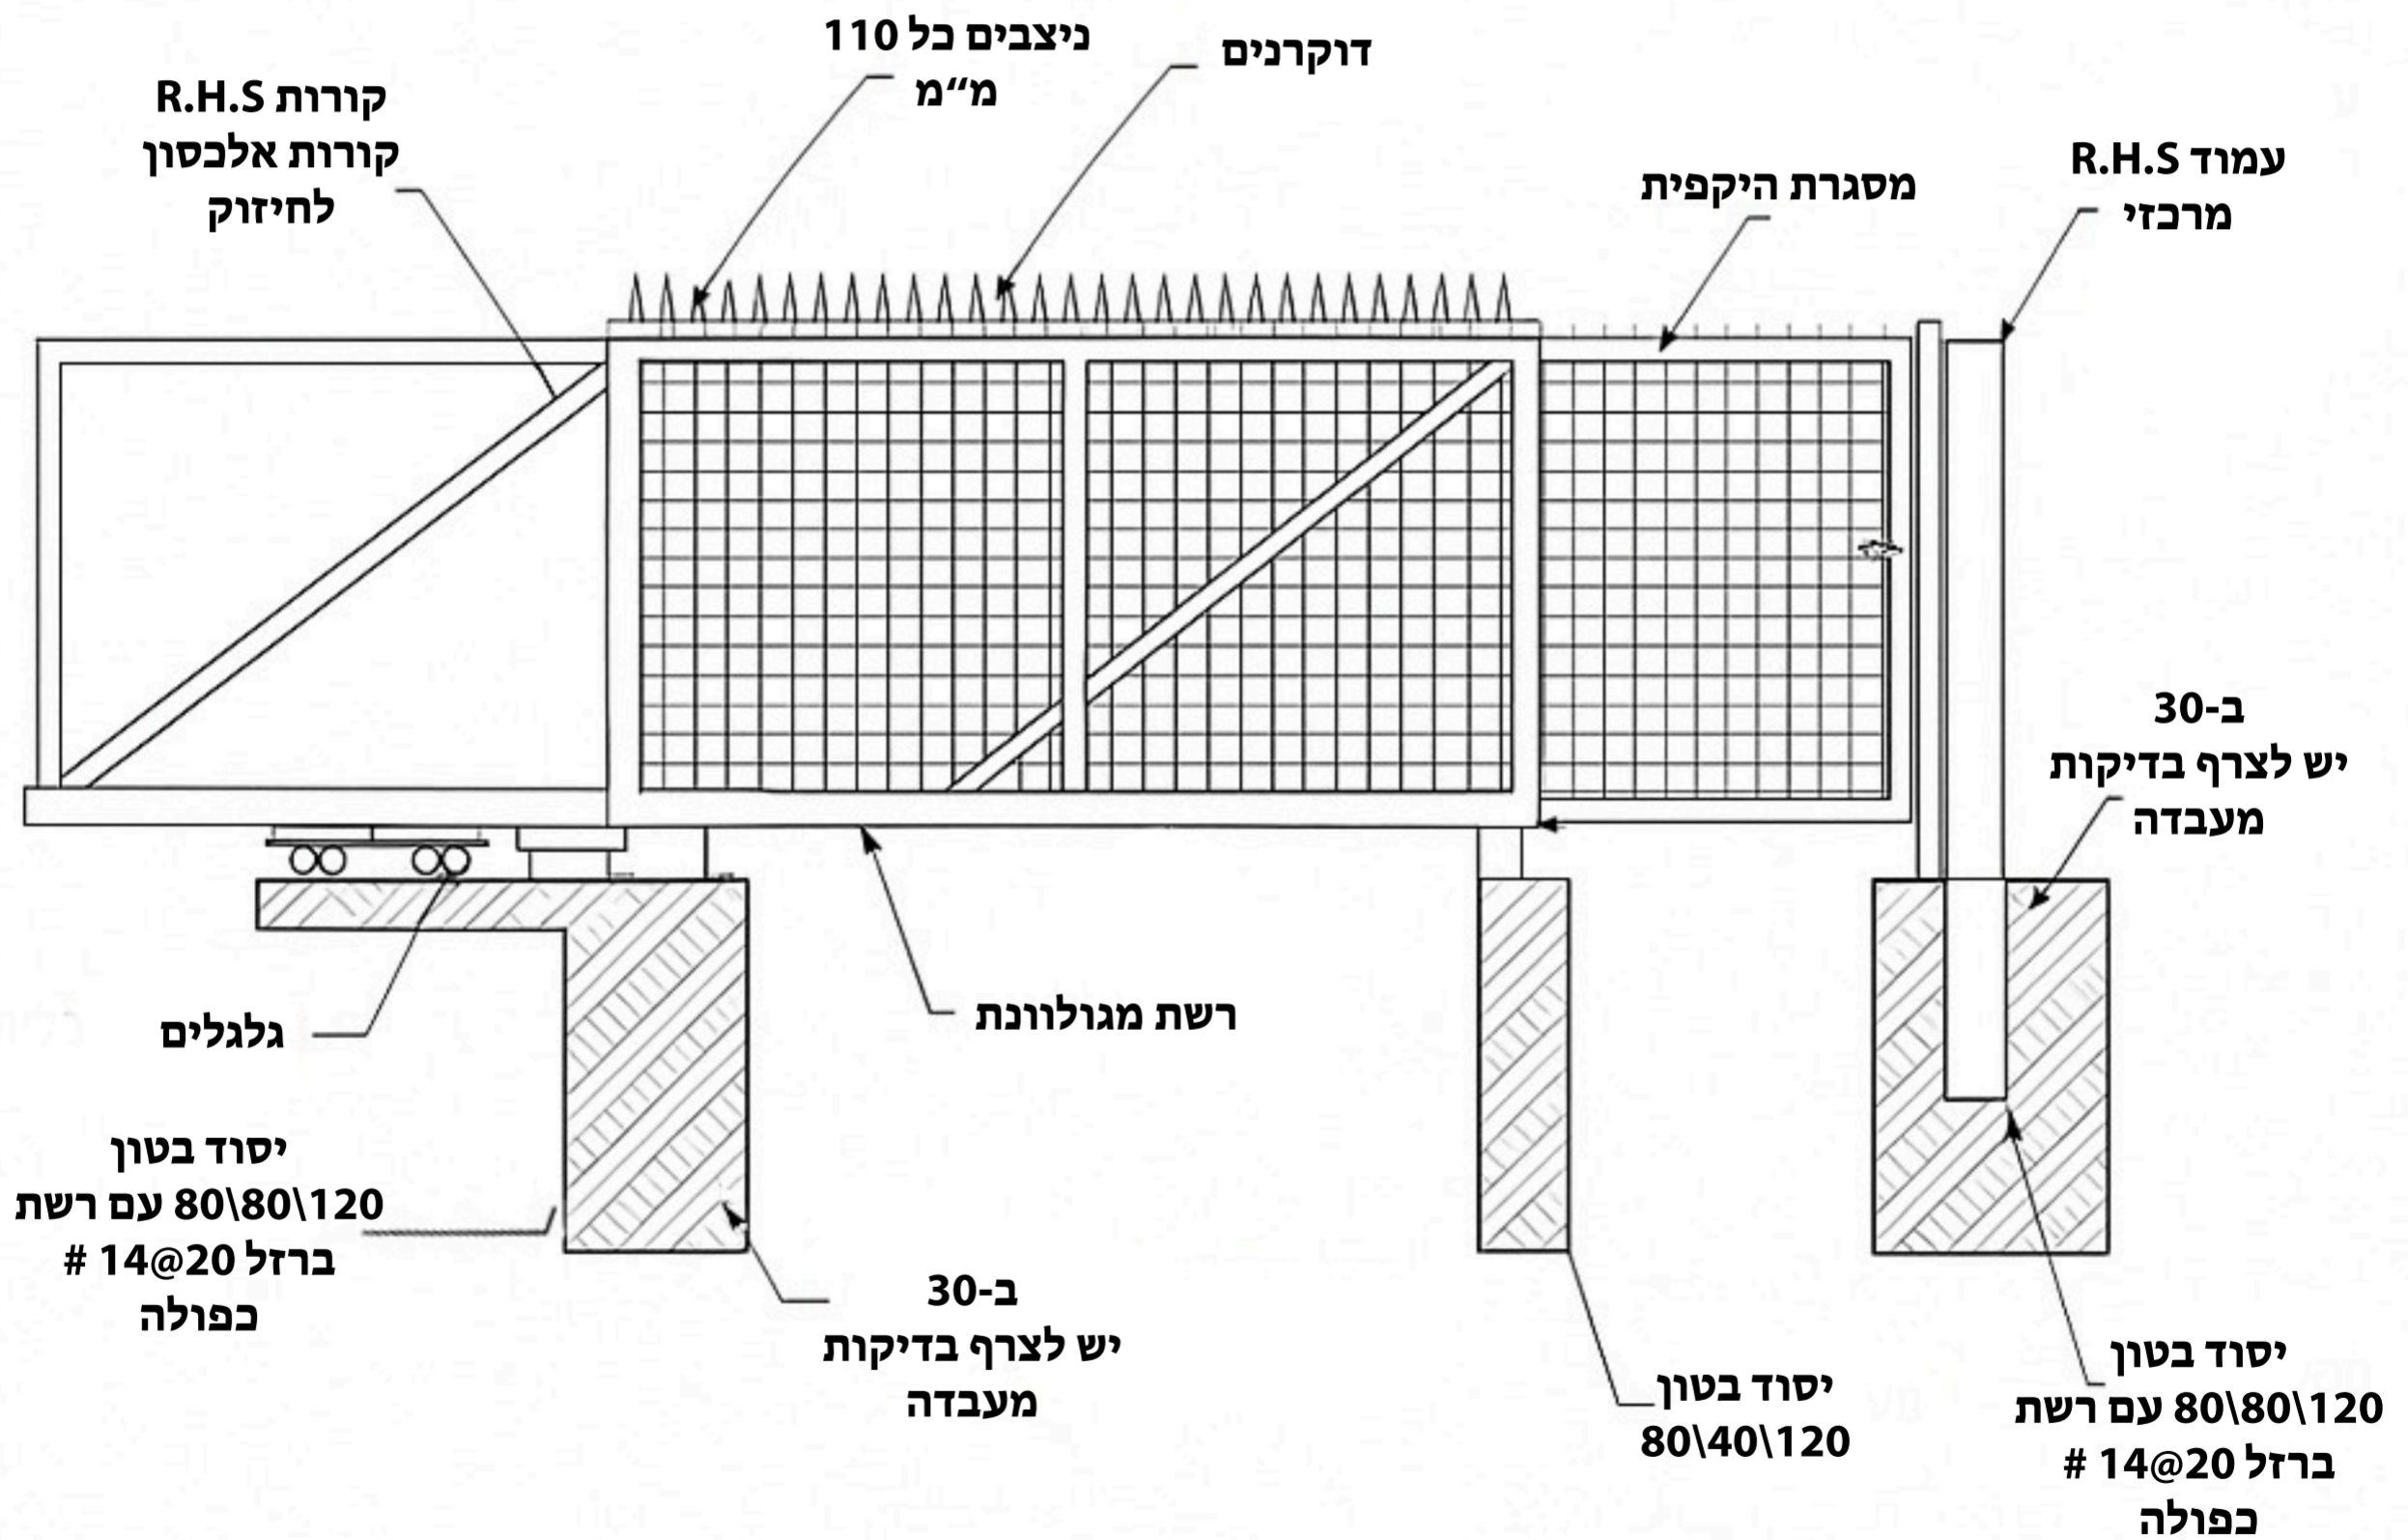 ניצבים כל 110
מ"מ
דוקרנים
קורות R.H.S
קורות אלכסון
לחיזוק
מסגרת היקפית
עמוד R.H.S
מרכזי
ב-30
יש לצרף בדיקות
מעבדה
רשת מגולוונת
גלגלים
יסוד בטון
80\80\120 עם רשת
ברזל 20@14 #
כפולה
ב-30
יש לצרף בדיקות
מעבדה
יסוד בטון
80\40\120
יסוד בטון
80\80\120 עם רשת
ברזל 20@14 #
כפולה